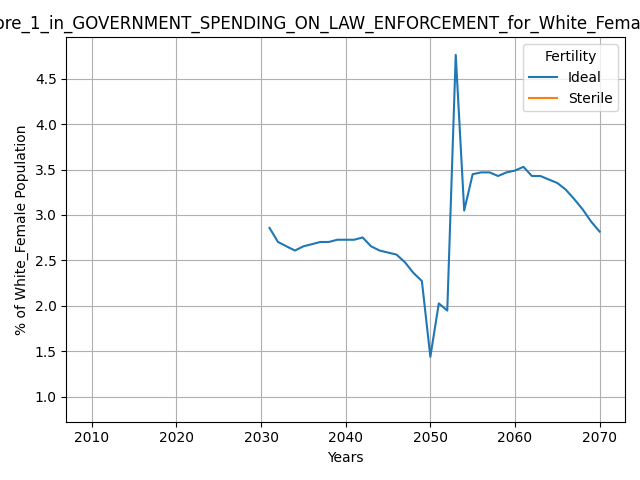 ore_1_in_GOVERNMENT_SPENDING_ON_LAW_ENFORCEMENT_for_White_Fema
Fertility
Ideal
Sterile
% of White_Female Population
4.5
4.0
3.5
3.0
2.5
2.0
1.5
1.0
2010 2020 2030 2040 2050 2060 2070
Years